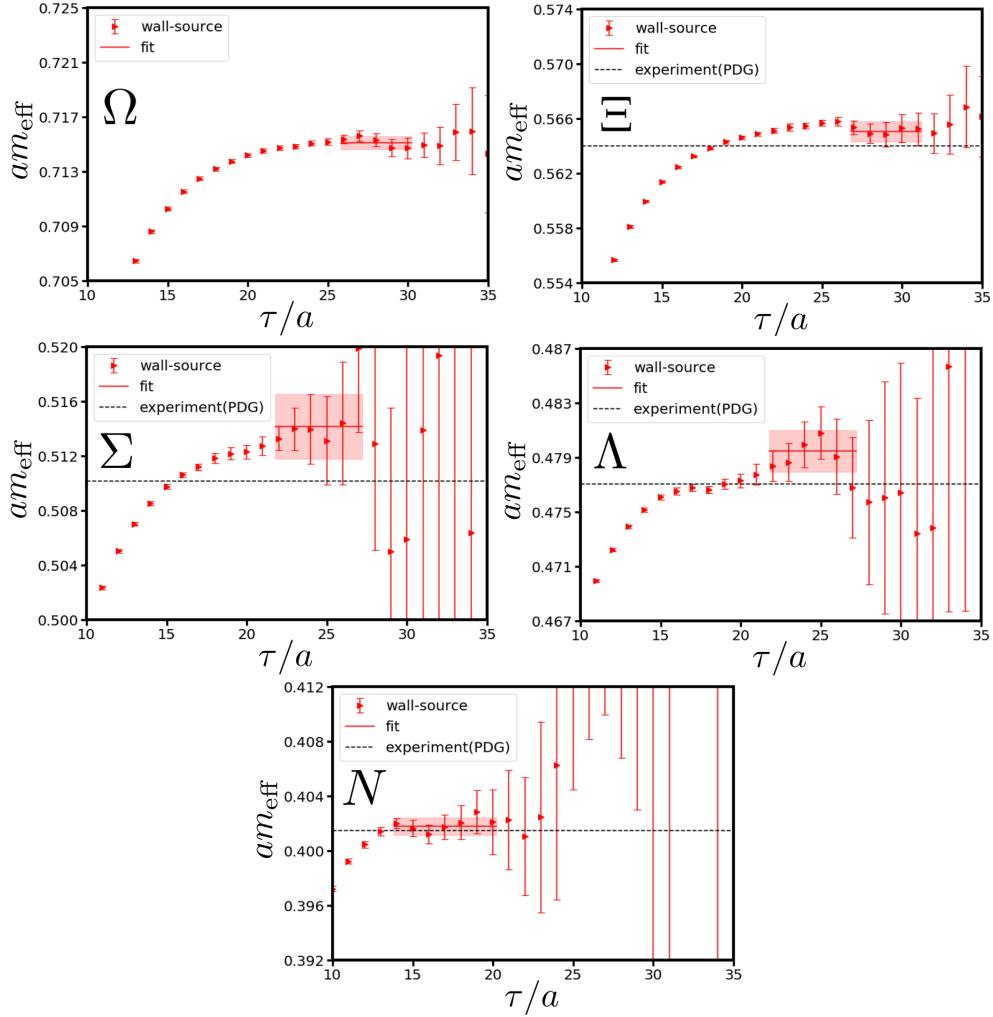 0.725
0.721
0.717
0.713
0.709
0.705
10 15 20 25 30 35
am_eff
τ/a
Ω
wall-source
fit
0.574
0.570
0.566
0.562
0.558
0.554
10 15 20 25 30 35
am_eff
τ/a
Ξ
wall-source
fit
experiment(PDG)
0.520
0.516
0.512
0.508
0.504
0.500
10 15 20 25 30 35
am_eff
τ/a
Σ
wall-source
fit
experiment(PDG)
0.487
0.483
0.479
0.475
0.471
0.467
10 15 20 25 30 35
am_eff
τ/a
Λ
wall-source
fit
experiment(PDG)
0.412
0.408
0.404
0.400
0.396
0.392
10 15 20 25 30 35
am_eff
τ/a
N
wall-source
fit
experiment(PDG)